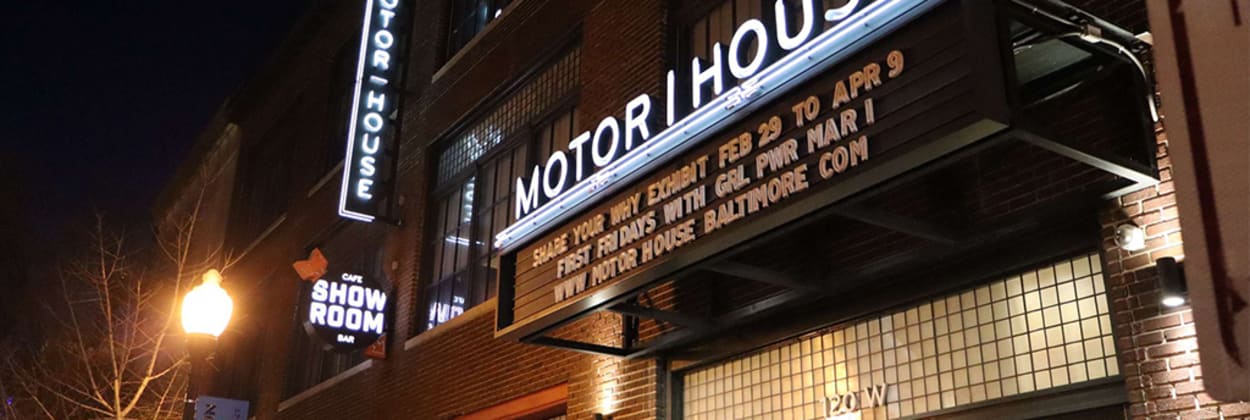 MOTOR HOUSE
MOTOR HOUSE
SHARE YOUR WHY EXHIBIT FEB 29 TO APR 9
FIRST FRIDAYS WITH GRL PWR MAR 1
WWW MOTOR HOUSE BALTIMORE COM
CAFE
SHOW
ROOM
BAR
120 W